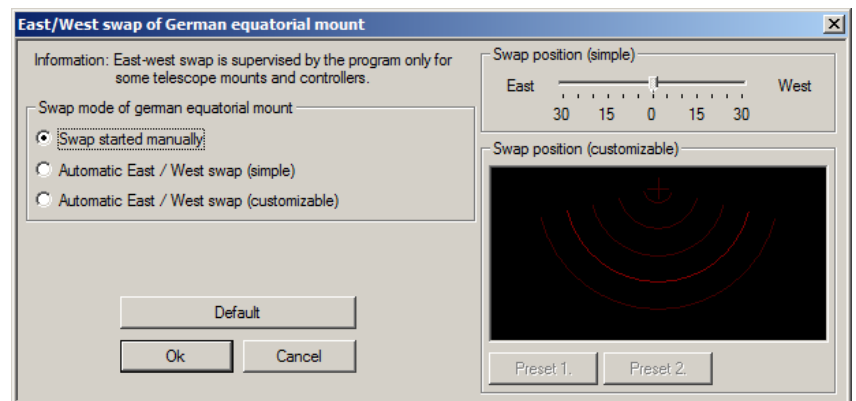 East/West swap of German equatorial mount
Information: East-west swap is supervised by the program only for
some telescope mounts and controllers.
Swap mode of german equatorial mount
Swap started manually
Automatic East / West swap (simple)
Automatic East / West swap (customizable)
Default
Ok
Cancel
Swap position (simple)
East
West
30 15 0 15 30
Swap position (customizable)
Preset 1.
Preset 2.